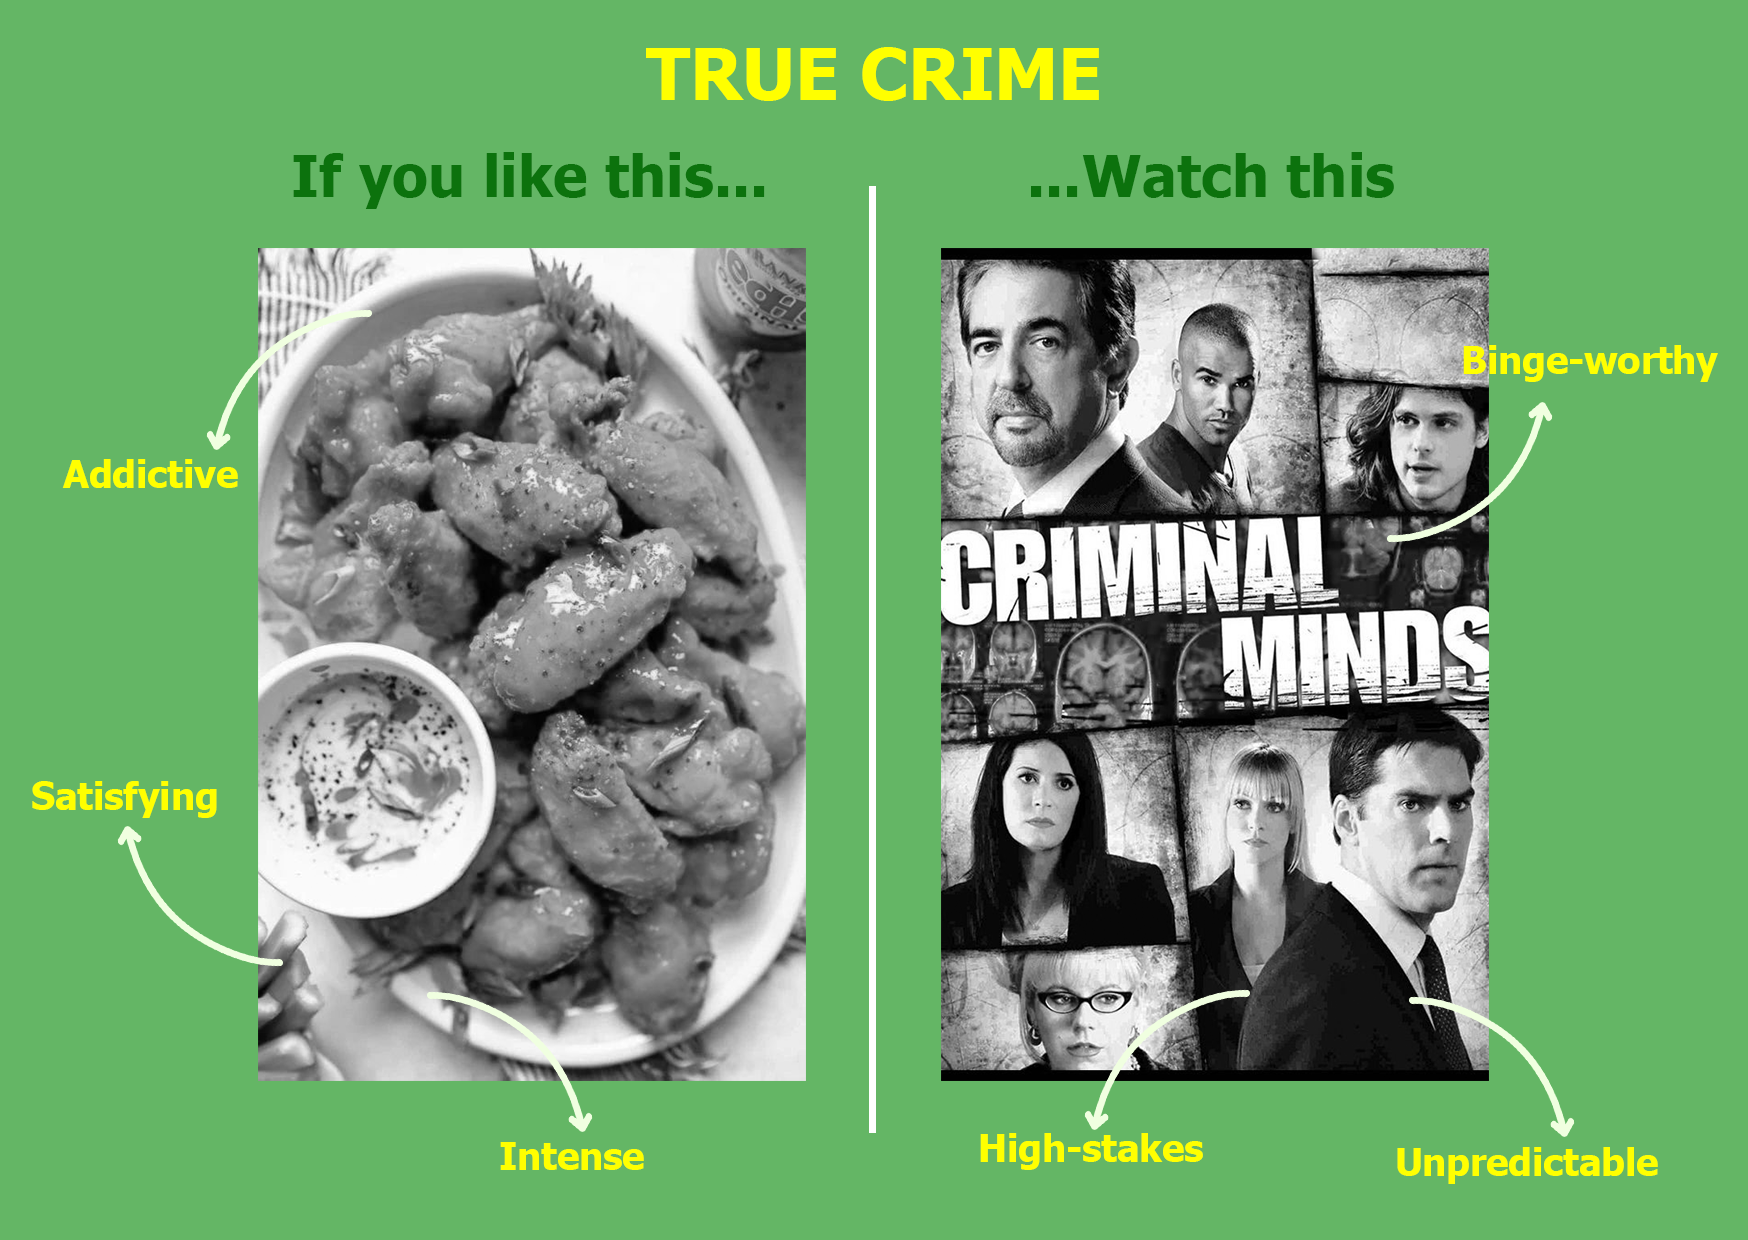 TRUE CRIME
If you like this...
...Watch this
Addictive
Satisfying
Intense
Binge-worthy
CRIMINAL
MINDS
High-stakes
Unpredictable